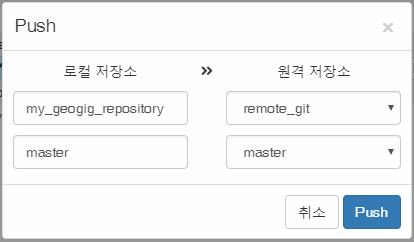 Push ×
로컬 저장소 » 원격 저장소
my_geogig_repository remote_git
master master
취소 Push